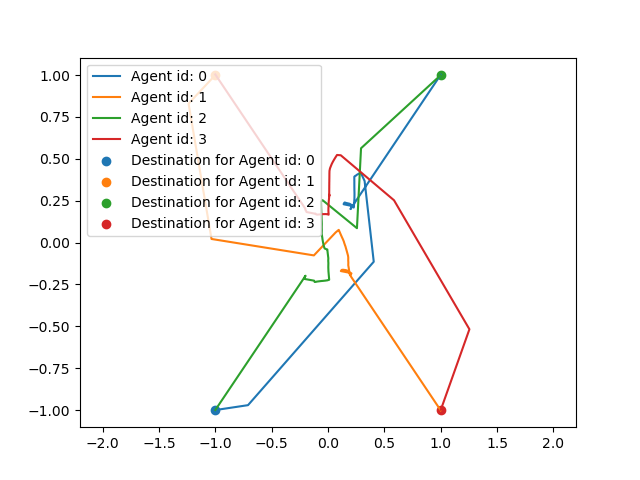 1.00
0.75
0.50
0.25
0.00
−0.25
−0.50
−0.75
−1.00
Agent id: 0
Agent id: 1
Agent id: 2
Agent id: 3
Destination for Agent id: 0
Destination for Agent id: 1
Destination for Agent id: 2
Destination for Agent id: 3
−2.0 −1.5 −1.0 −0.5 0.0 0.5 1.0 1.5 2.0